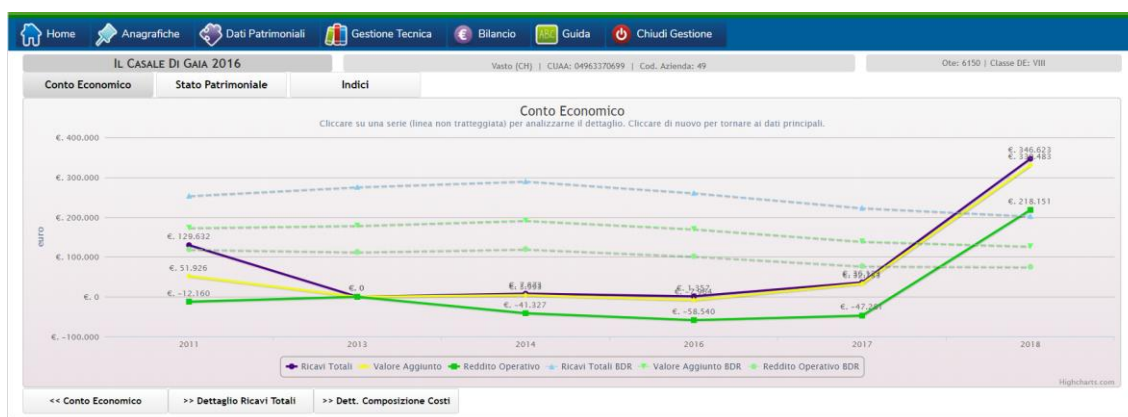 Home Anagrafiche Dati Patrimoniali Gestione Tecnica Bilancio Guida Chiudi Gestione
IL CASALE DI GAIA 2016 Vasto (CH) | CUAA: 04963370699 | Cod. Azienda: 49 Ote: 6150 | Classe DE: VIII
Conto Economico Stato Patrimoniale Indici
Conto Economico
Cliccare su una serie (linea non tratteggiata) per analizzarne il dettaglio. Cliccare di nuovo per tornare ai dati principali.
€. 400.000
€. 346.623
€. 300.000
€. 218.151
€. 200.000
€. 129.632
€. 100.000
€. 51.926
€. 0
€. 0
€. -12.160
€. -41.327
€. -58.540
€. -100.000
euro
2011 2013 2014 2016 2017 2018
Ricavi Totali Valore Aggiunto Reddito Operativo Ricavi Totali BDR Valore Aggiunto BDR Reddito Operativo BDR
Highcharts.com
<< Conto Economico >> Dettaglio Ricavi Totali >> Dett. Composizione Costi